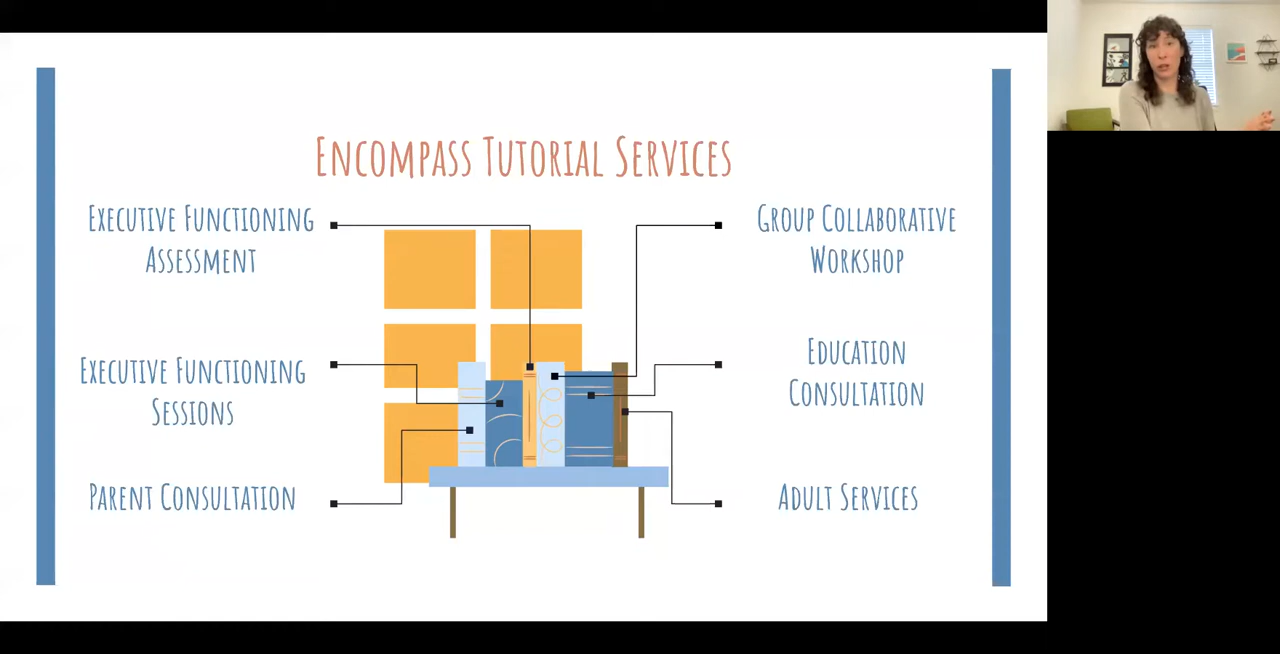 Encompass Tutorial Services
Executive Functioning
Assessment
Executive Functioning
Sessions
Parent Consultation
Group Collaborative
Workshop
Education
Consultation
Adult Services